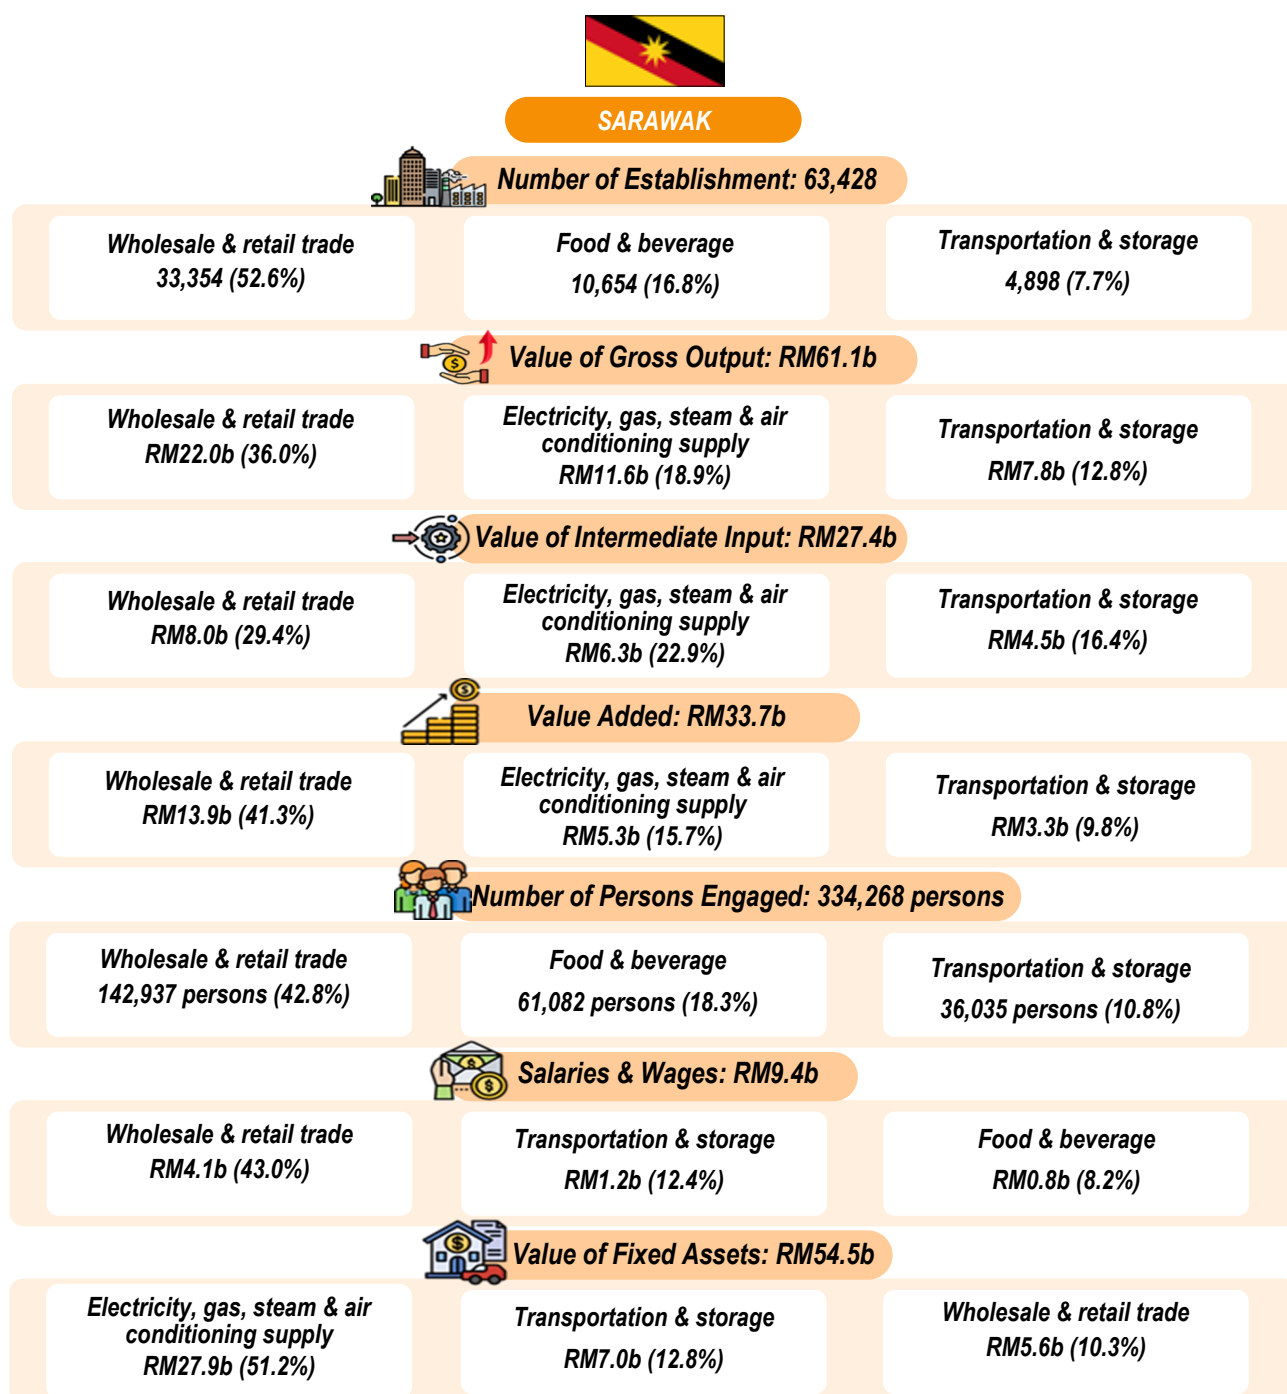 SARAWAK
Number of Establishment: 63,428
Wholesale & retail trade
33,354 (52.6%)
Food & beverage
10,654 (16.8%)
Transportation & storage
4,898 (7.7%)
Value of Gross Output: RM61.1b
Wholesale & retail trade
RM22.0b (36.0%)
Electricity, gas, steam & air
conditioning supply
RM11.6b (18.9%)
Transportation & storage
RM7.8b (12.8%)
Value of Intermediate Input: RM27.4b
Wholesale & retail trade
RM8.0b (29.4%)
Electricity, gas, steam & air
conditioning supply
RM6.3b (22.9%)
Transportation & storage
RM4.5b (16.4%)
Value Added: RM33.7b
Wholesale & retail trade
RM13.9b (41.3%)
Electricity, gas, steam & air
conditioning supply
RM5.3b (15.7%)
Transportation & storage
RM3.3b (9.8%)
Number of Persons Engaged: 334,268 persons
Wholesale & retail trade
142,937 persons (42.8%)
Food & beverage
61,082 persons (18.3%)
Transportation & storage
36,035 persons (10.8%)
Salaries & Wages: RM9.4b
Wholesale & retail trade
RM4.1b (43.0%)
Transportation & storage
RM1.2b (12.4%)
Food & beverage
RM0.8b (8.2%)
Value of Fixed Assets: RM54.5b
Electricity, gas, steam & air
conditioning supply
RM27.9b (51.2%)
Transportation & storage
RM7.0b (12.8%)
Wholesale & retail trade
RM5.6b (10.3%)